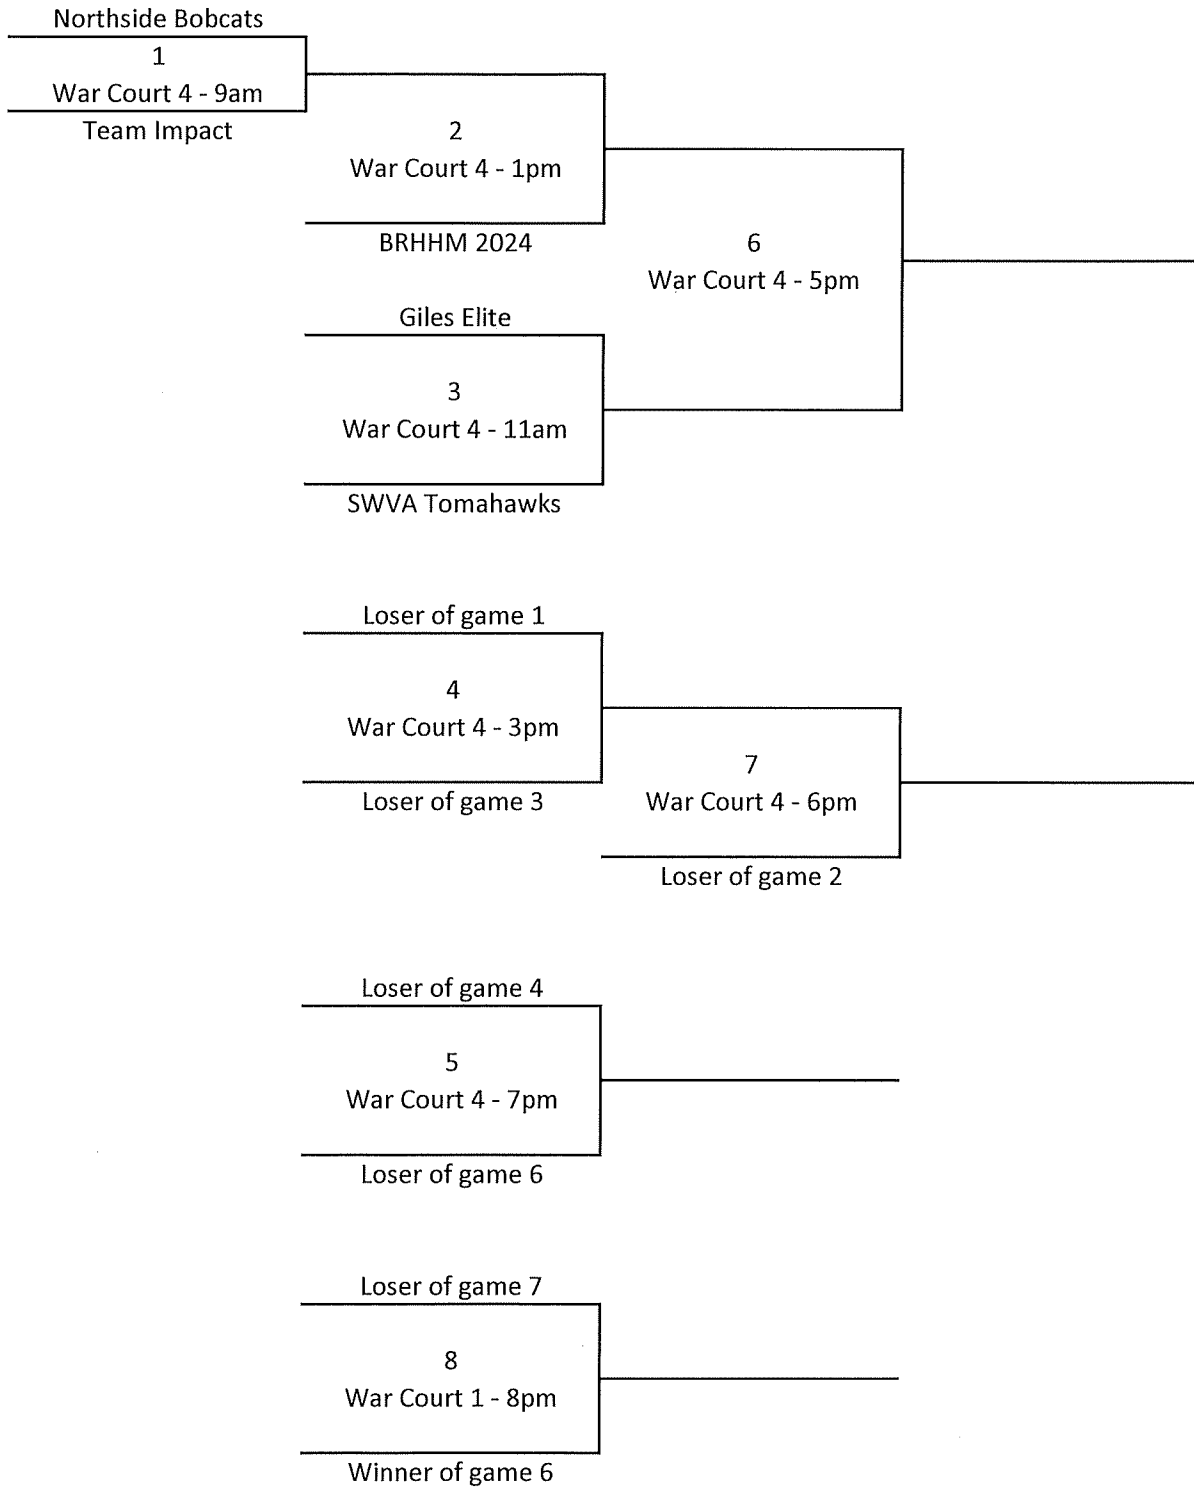 Northside Bobcats
1
War Court 4 - 9am
Team Impact
2
War Court 4 - 1pm
BRHHM 2024
6
War Court 4 - 5pm
Giles Elite
3
War Court 4 - 11am
SWVA Tomahawks
Loser of game 1
4
War Court 4 - 3pm
Loser of game 3
7
War Court 4 - 6pm
Loser of game 2
Loser of game 4
5
War Court 4 - 7pm
Loser of game 6
Loser of game 7
8
War Court 1 - 8pm
Winner of game 6